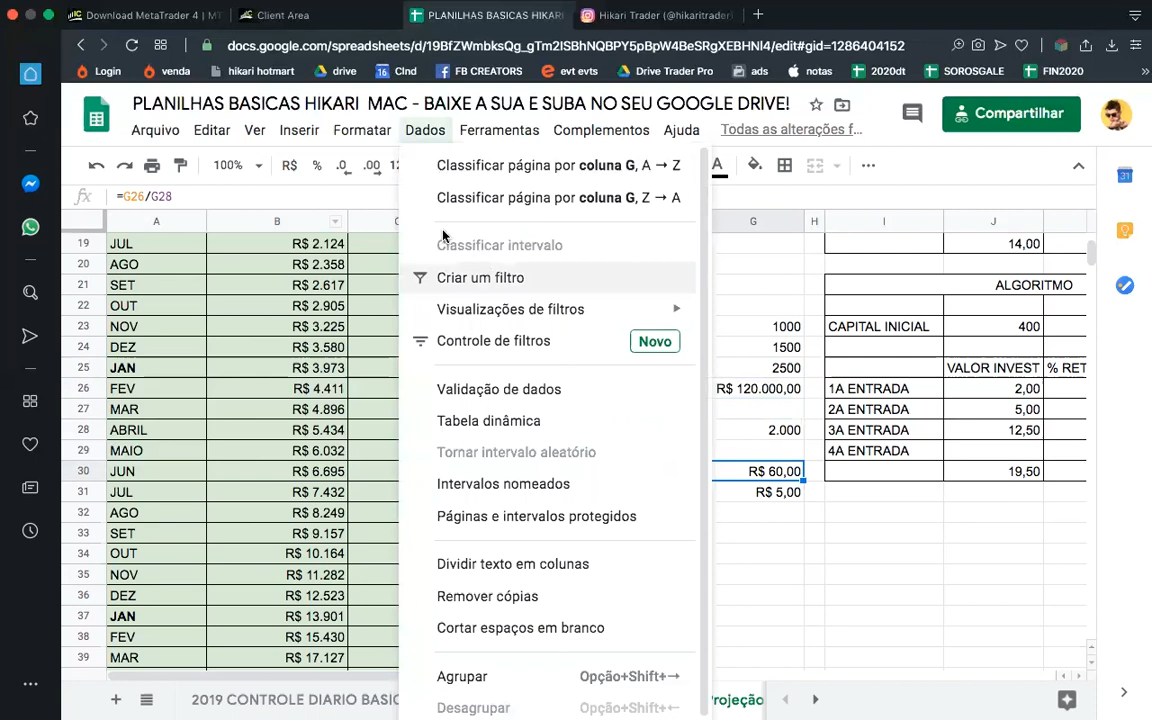 Download MetaTrader 4 | MT
Client Area
PLANILHAS BASICAS HIKARI
Hikari Trader (@hikaritrader)
docs.google.com/spreadsheets/d/19BfZWmbksQg_gTm2ISBhNQBPY5pBpW4BeSRgXEBHNI4/edit#gid=1286404152
Login venda hikari hotmart drive Clnd FB CREATORS evt evts Drive Trader Pro ads notas 2020dt SOROSGALE FIN2020
PLANILHAS BASICAS HIKARI MAC - BAIXE A SUA E SUBA NO SEU GOOGLE DRIVE!
Compartilhar
Arquivo Editar Ver Inserir Formatar Dados Ferramentas Complementos Ajuda Todas as alterações f...
100% R$ % .0 .00 12
A
fx =G26/G28
A B C G H I J
19 JUL R$ 2.124 14,00
20 AGO R$ 2.358
21 SET R$ 2.617 ALGORITMO
22 OUT R$ 2.905
23 NOV R$ 3.225 1000 CAPITAL INICIAL 400
24 DEZ R$ 3.580 1500
25 JAN R$ 3.973 2500 VALOR INVEST % RET
26 FEV R$ 4.411 R$ 120.000,00 1A ENTRADA 2,00
27 MAR R$ 4.896 2A ENTRADA 5,00
28 ABRIL R$ 5.434 2.000 3A ENTRADA 12,50
29 MAIO R$ 6.032 4A ENTRADA
30 JUN R$ 6.695 R$ 60,00 19,50
31 JUL R$ 7.432 R$ 5,00
32 AGO R$ 8.249
33 SET R$ 9.157
34 OUT R$ 10.164
35 NOV R$ 11.282
36 DEZ R$ 12.523
37 JAN R$ 13.901
38 FEV R$ 15.430
39 MAR R$ 17.127
Classificar página por coluna G, A → Z
Classificar página por coluna G, Z → A
Classificar intervalo
Criar um filtro
Visualizações de filtros
Controle de filtros Novo
Validação de dados
Tabela dinâmica
Tornar intervalo aleatório
Intervalos nomeados
Páginas e intervalos protegidos
Dividir texto em colunas
Remover cópias
Cortar espaços em branco
Agrupar Opção+Shift+→
Desagrupar Opção+Shift+←
2019 CONTROLE DIARIO BASIC
Projeção